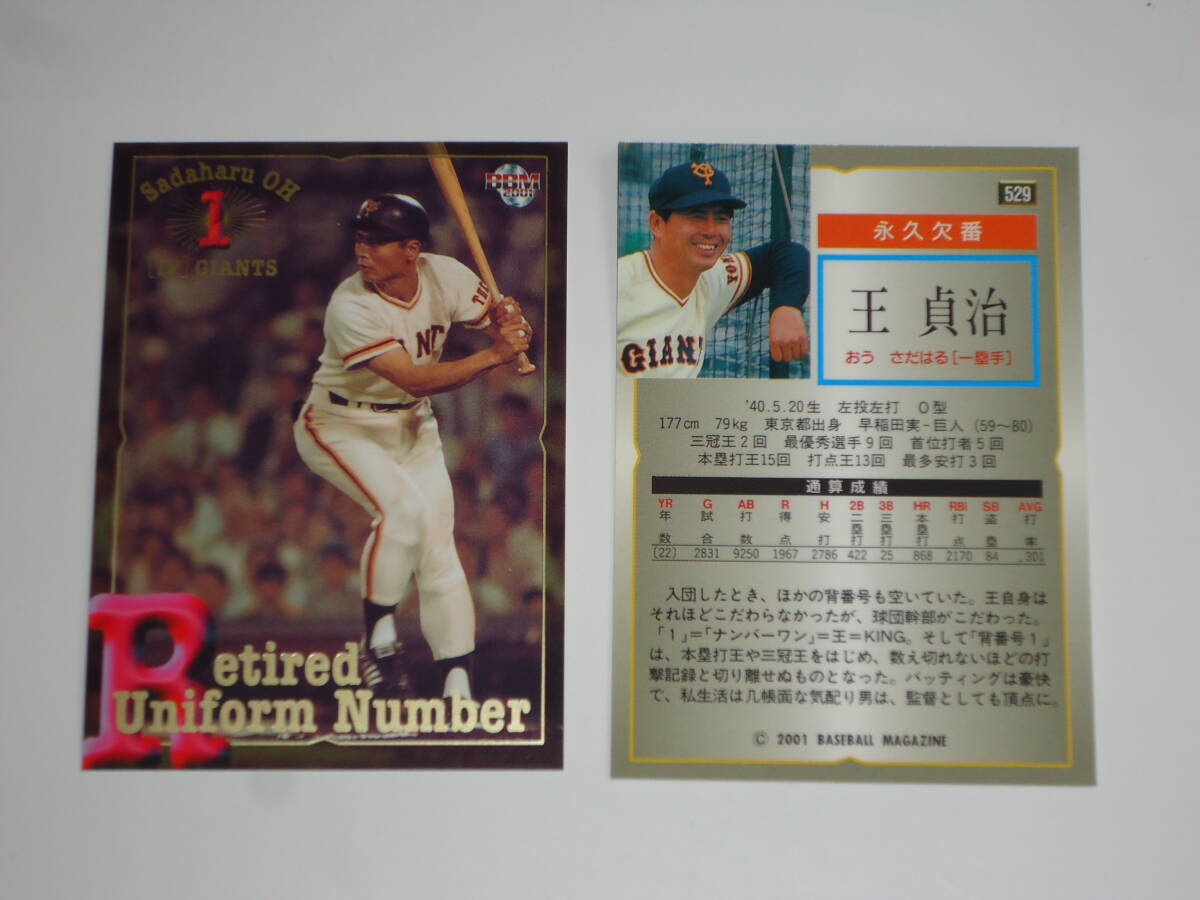 Sadaharu OH
1
GIANTS
BBM
2001
Retired
Uniform Number
529
永久欠番
王 貞治
おう さだはる[一塁手]
GIAN
'40.5.20生 左投左打 O型
177cm 79kg 東京都出身 早稲田実－巨人(59～80)
三冠王2回 最優秀選手9回 首位打者5回
本塁打王15回 打点王13回 最多安打3回
通算成績
YR G AB R H 2B 3B HR RBI SB AVG
年 試 打 得 安 二 三 本 打 盗 打
塁 塁 塁
数 合 数 点 打 打 打 打 点 塁 率
(22) 2831 9250 1967 2786 422 25 868 2170 84 .301
入団したとき、ほかの背番号も空いていた。王自身は
それほどこだわらなかったが、球団幹部がこだわった。
「1」＝「ナンバーワン」＝王＝KING。そして「背番号1」
は、本塁打王や三冠王をはじめ、数え切れないほどの打
撃記録と切り離せぬものとなった。バッティングは豪快
で、私生活は几帳面な気配り男は、監督としても頂点に。
© 2001 BASEBALL MAGAZINE